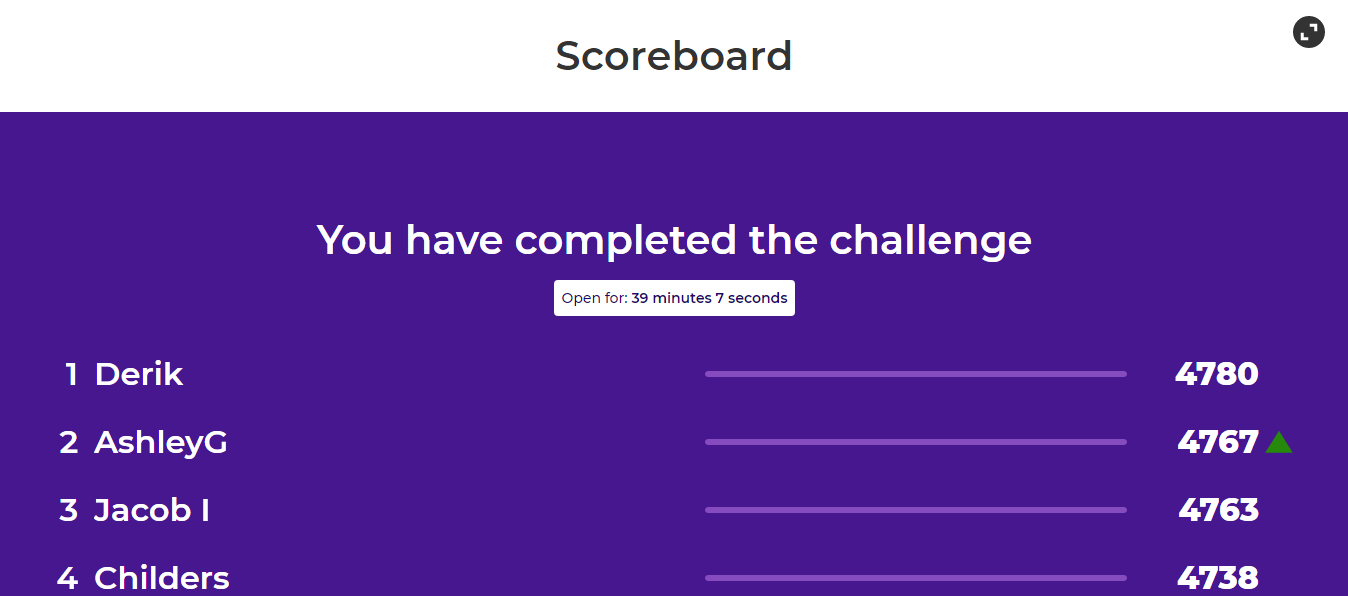 Scoreboard
You have completed the challenge
Open for: 39 minutes 7 seconds
1 Derik 4780
2 AshleyG 4767
3 Jacob I 4763
4 Childers 4738